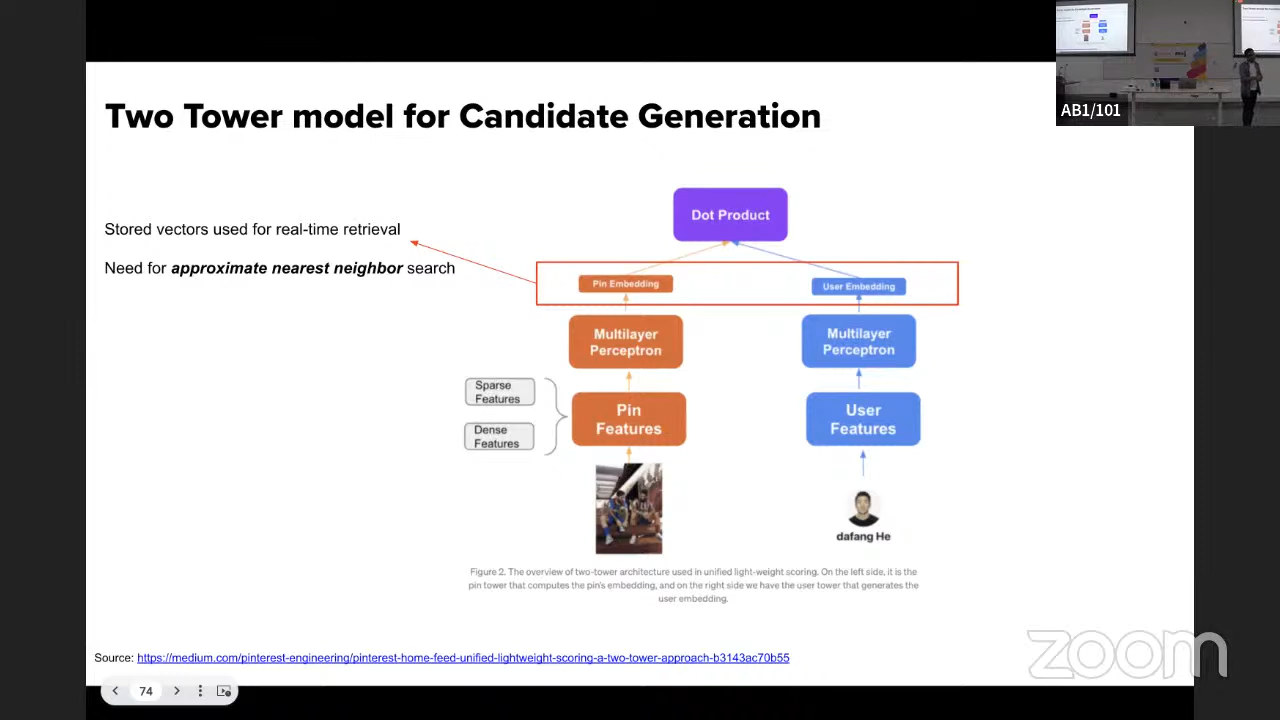 Two Tower model for Candidate Generation
AB1/101
Stored vectors used for real-time retrieval
Need for approximate nearest neighbor search
Dot Product
Pin Embedding
User Embedding
Multilayer
Perceptron
Multilayer
Perceptron
Sparse
Features
Dense
Features
Pin
Features
User
Features
dafang He
Figure 2. The overview of two-tower architecture used in unified light-weight scoring. On the left side, it is the
pin tower that computes the pin's embedding, and on the right side we have the user tower that generates the
user embedding.
Source: https://medium.com/pinterest-engineering/pinterest-home-feed-unified-lightweight-scoring-a-two-tower-approach-b3143ac70b55
zoom
74